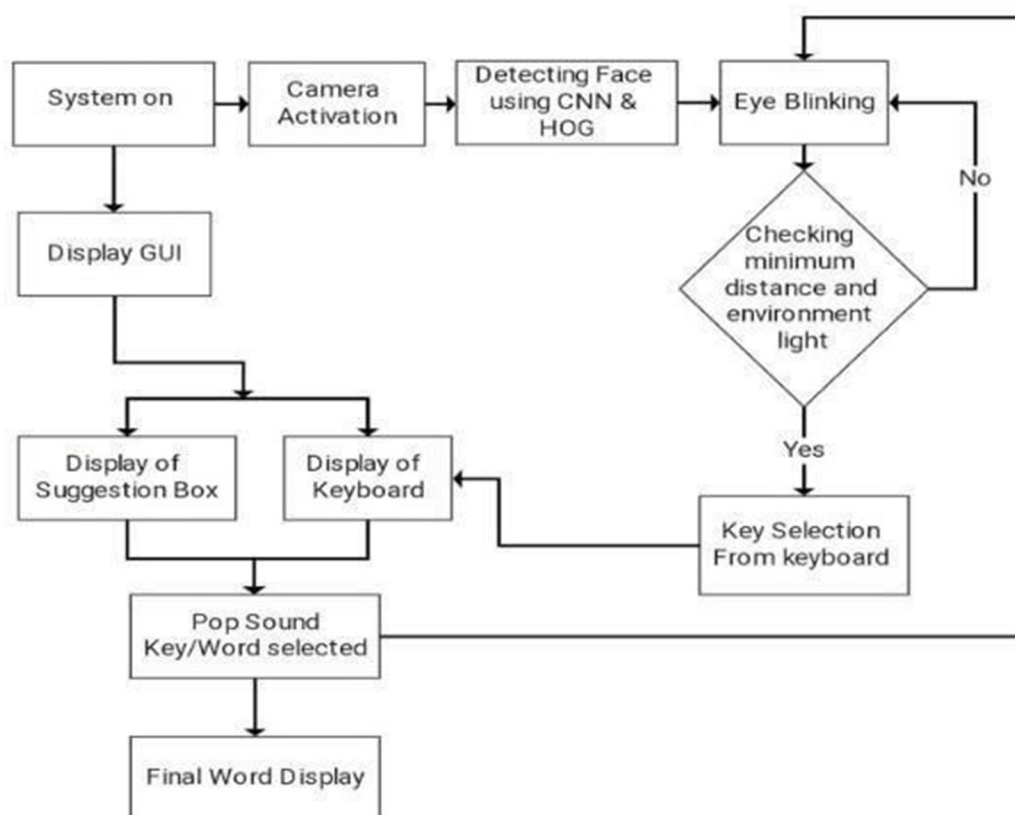 System on
Camera
Activation
Detecting Face
using CNN &
HOG
Eye Blinking
No
Display GUI
Checking
minimum
distance and
environment
light
Yes
Display of
Suggestion Box
Display of
Keyboard
Key Selection
From keyboard
Pop Sound
Key/Word selected
Final Word Display